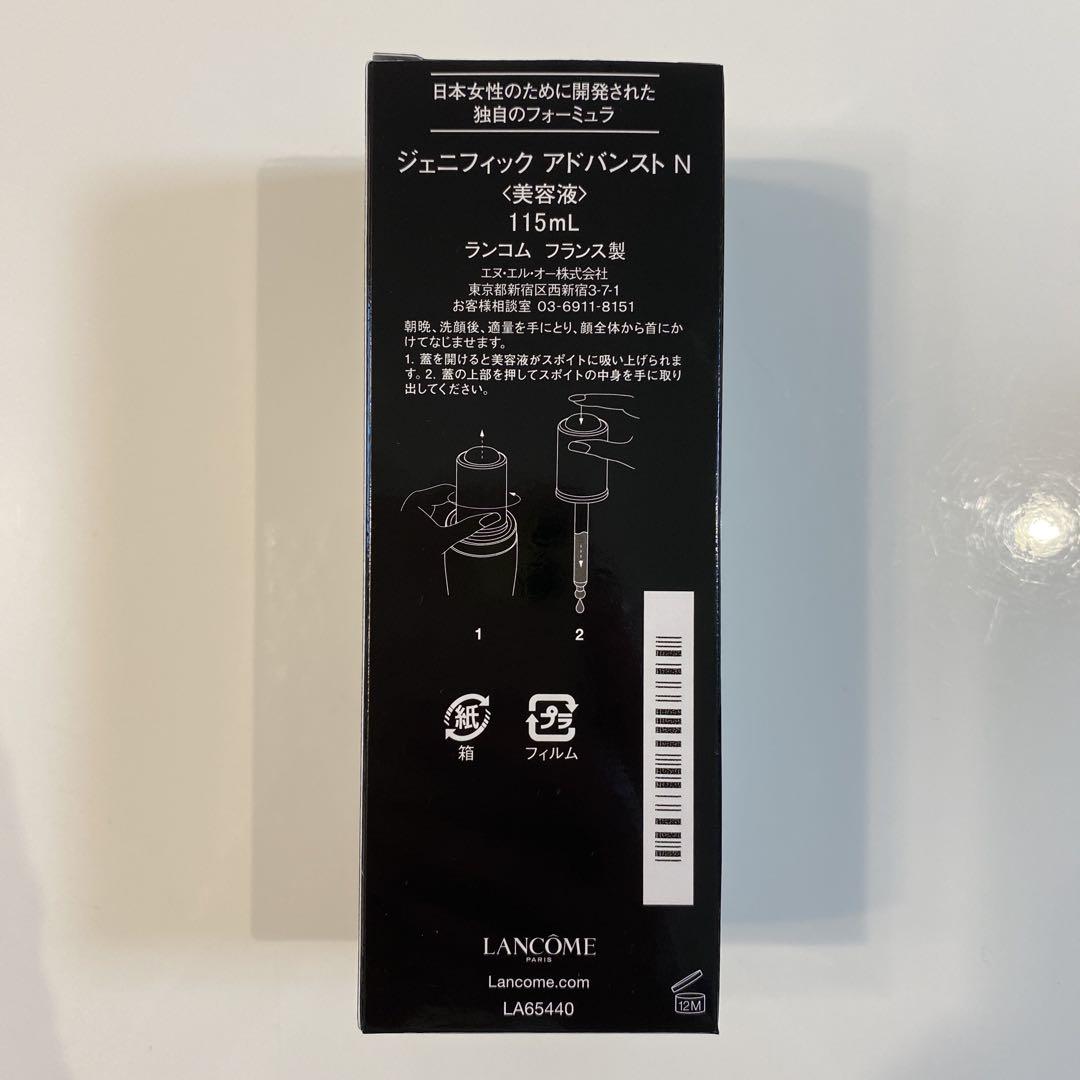 日本女性のために開発された
独自のフォーミュラ
ジェニフィック アドバンスト N
〈美容液〉
115mL
ランコム フランス製
エヌ・エル・オー株式会社
東京都新宿区西新宿3-7-1
お客様相談室 03-6911-8151
朝晩、洗顔後、適量を手にとり、顔全体から首にか
けてなじませます。
1. 蓋を開けると美容液がスポイトに吸い上げられま
す。2. 蓋の上部を押してスポイトの中身を手に取り
出してください。
1
2
紙
箱
プラ
フィルム
LANCÔME
PARIS
Lancome.com
LA65440
12M